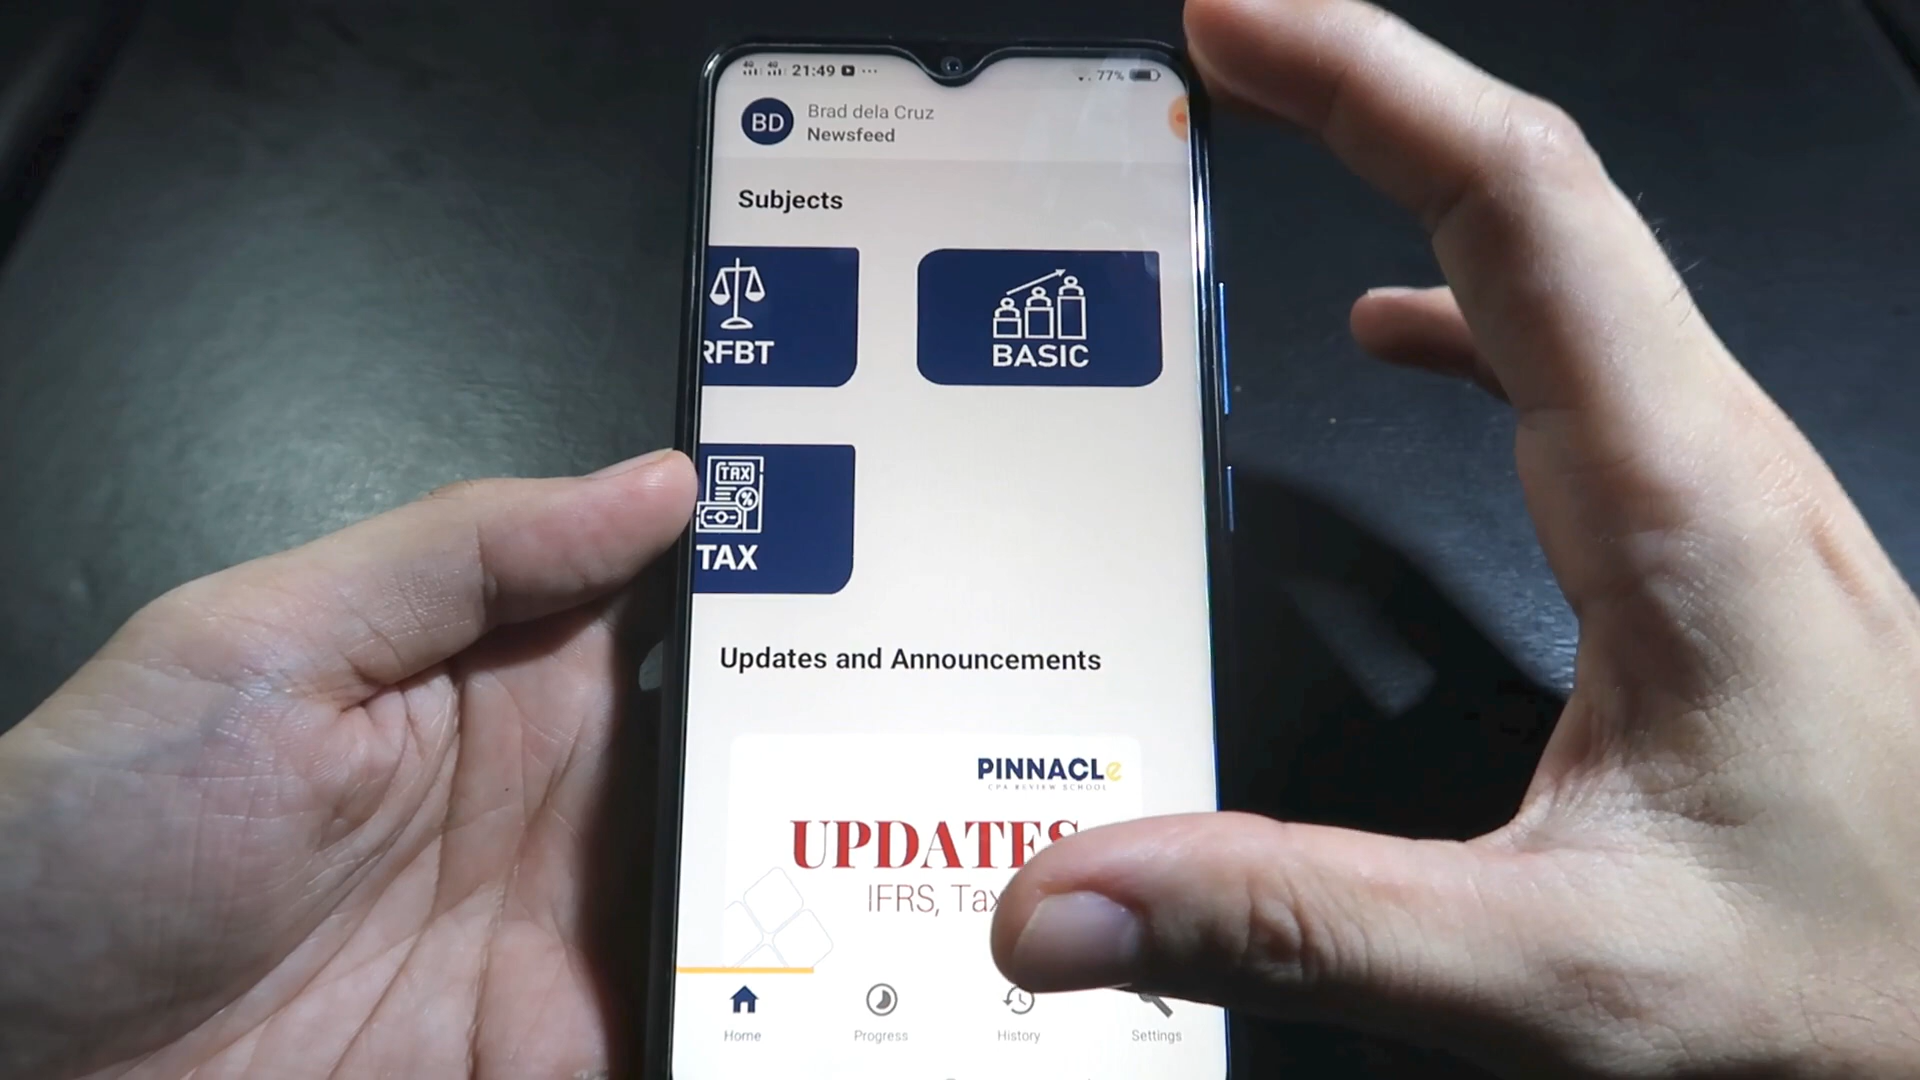 21:49
77%
BD
Brad dela Cruz
Newsfeed
Subjects
RFBT
BASIC
TAX
TAX
Updates and Announcements
PINNACLe
CPA REVIEW SCHOOL
UPDATES
IFRS, Tax
Home
Progress
History
Settings